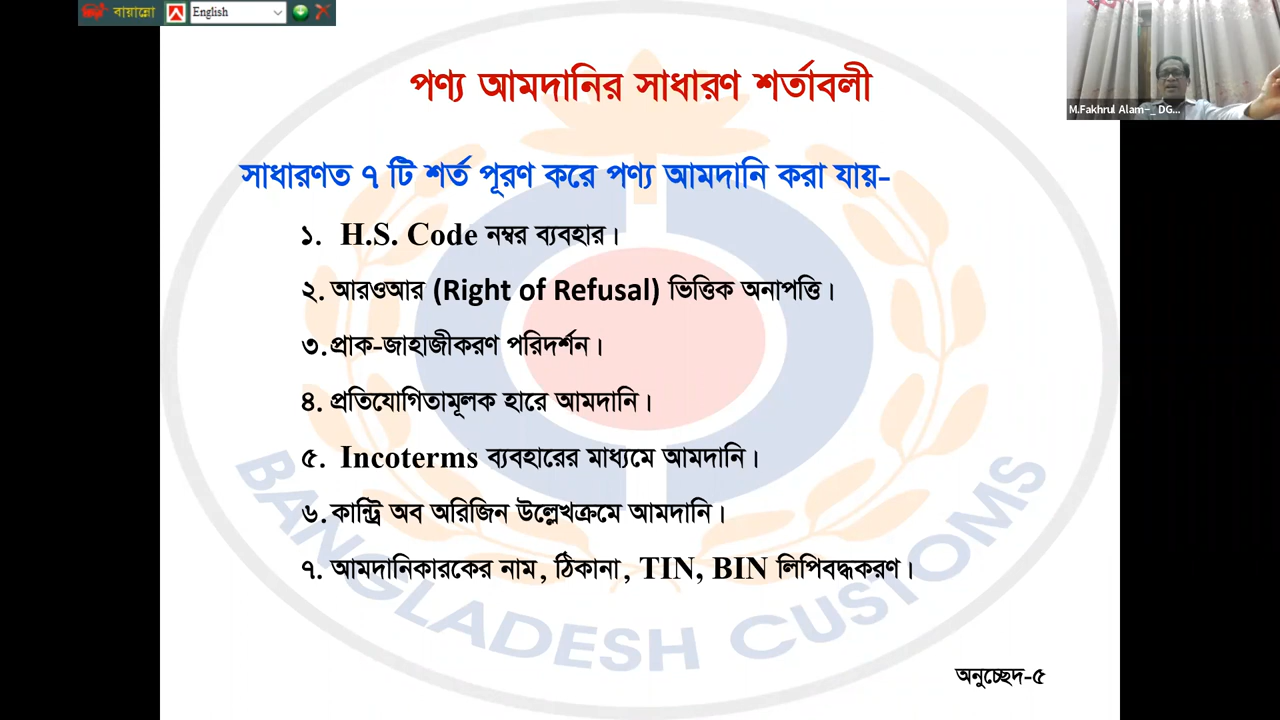 বায়ান্নো English
M.Fakhrul Alam-_ DG...
পণ্য আমদানির সাধারণ শর্তাবলী
সাধারণত ৭ টি শর্ত পূরণ করে পণ্য আমদানি করা যায়-
১. H.S. Code নম্বর ব্যবহার।
২. আরওআর (Right of Refusal) ভিত্তিক অনাপত্তি।
৩. প্রাক-জাহাজীকরণ পরিদর্শন।
৪. প্রতিযোগিতামূলক হারে আমদানি।
৫. Incoterms ব্যবহারের মাধ্যমে আমদানি।
৬. কান্ট্রি অব অরিজিন উল্লেখক্রমে আমদানি।
৭. আমদানিকারকের নাম, ঠিকানা, TIN, BIN লিপিবদ্ধকরণ।
BANGLADESH CUSTOMS
অনুচ্ছেদ-৫